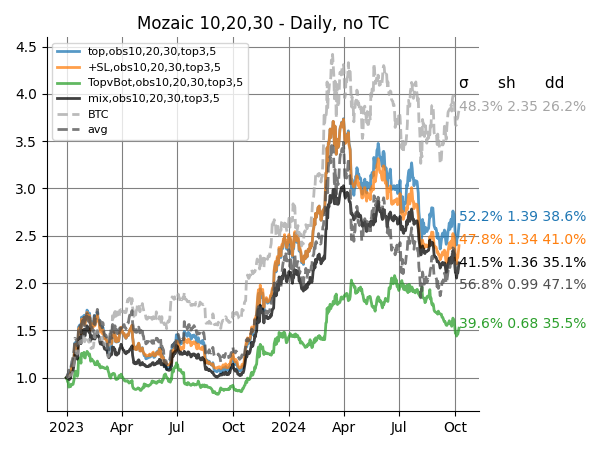 Mozaic 10,20,30 - Daily, no TC
top,obs10,20,30,top3,5
+SL,obs10,20,30,top3,5
TopvBot,obs10,20,30,top3,5
mix,obs10,20,30,top3,5
BTC
avg
4.5
4.0
3.5
3.0
2.5
2.0
1.5
1.0
σ sh dd
48.3% 2.35 26.2%
52.2% 1.39 38.6%
47.8% 1.34 41.0%
41.5% 1.36 35.1%
56.8% 0.99 47.1%
39.6% 0.68 35.5%
2023 Apr Jul Oct 2024 Apr Jul Oct